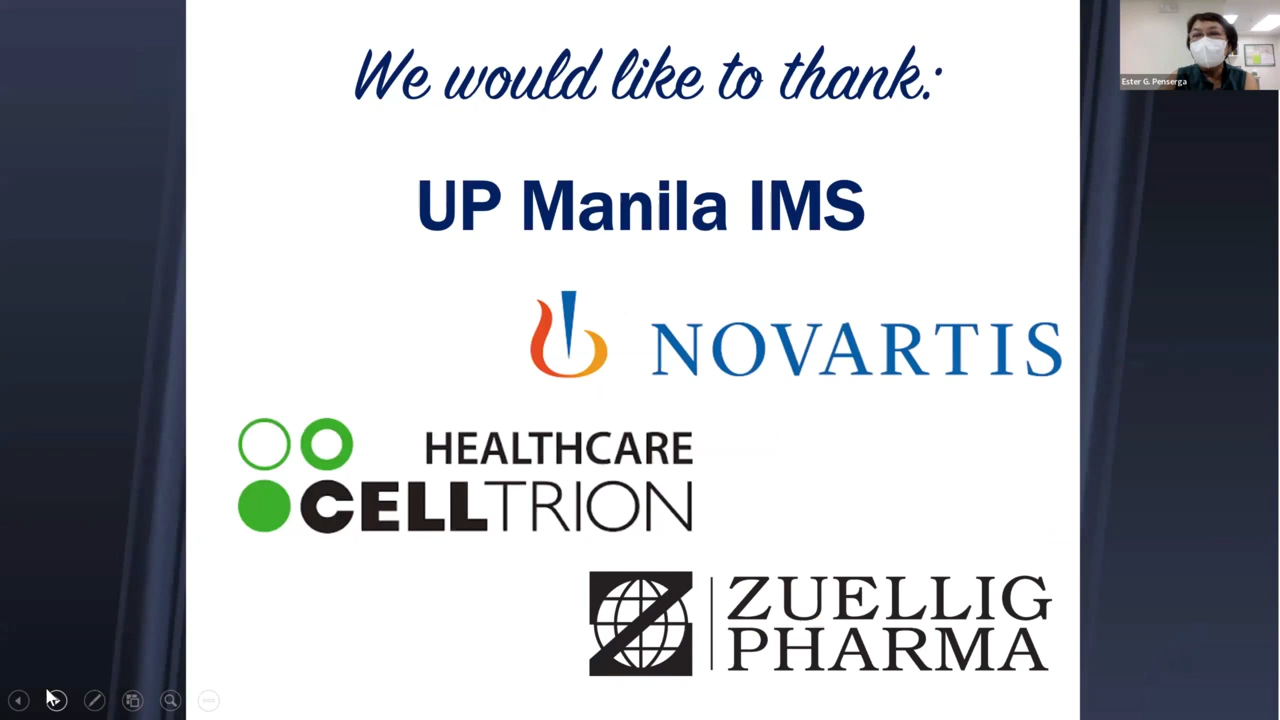 We would like to thank:
Ester G. Penserga
UP Manila IMS
NOVARTIS
HEALTHCARE
CELLTRION
ZUELLIG
PHARMA